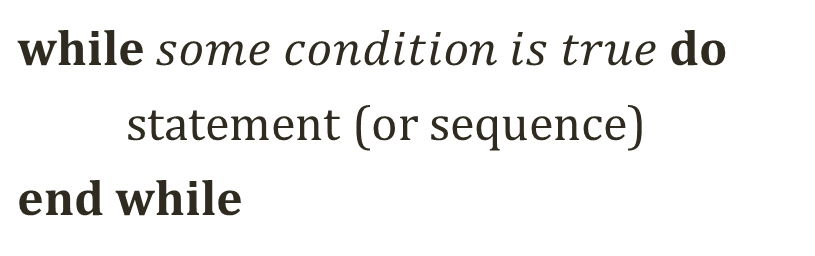 while some condition is true do
statement (or sequence)
end while